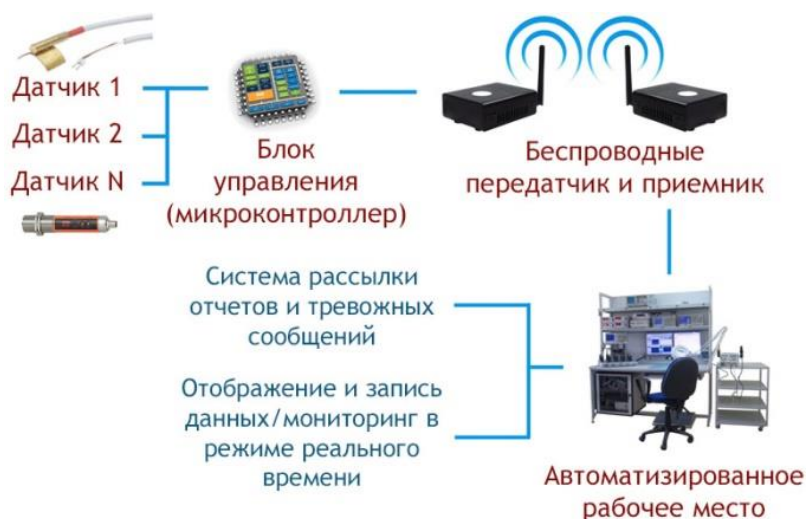 Датчик 1
Датчик 2
Датчик N
Блок
управления
(микроконтроллер)
Беспроводные
передатчик и приемник
Система рассылки
отчетов и тревожных
сообщений
Отображение и запись
данных/мониторинг в
режиме реального
времени
Автоматизированное
рабочее место